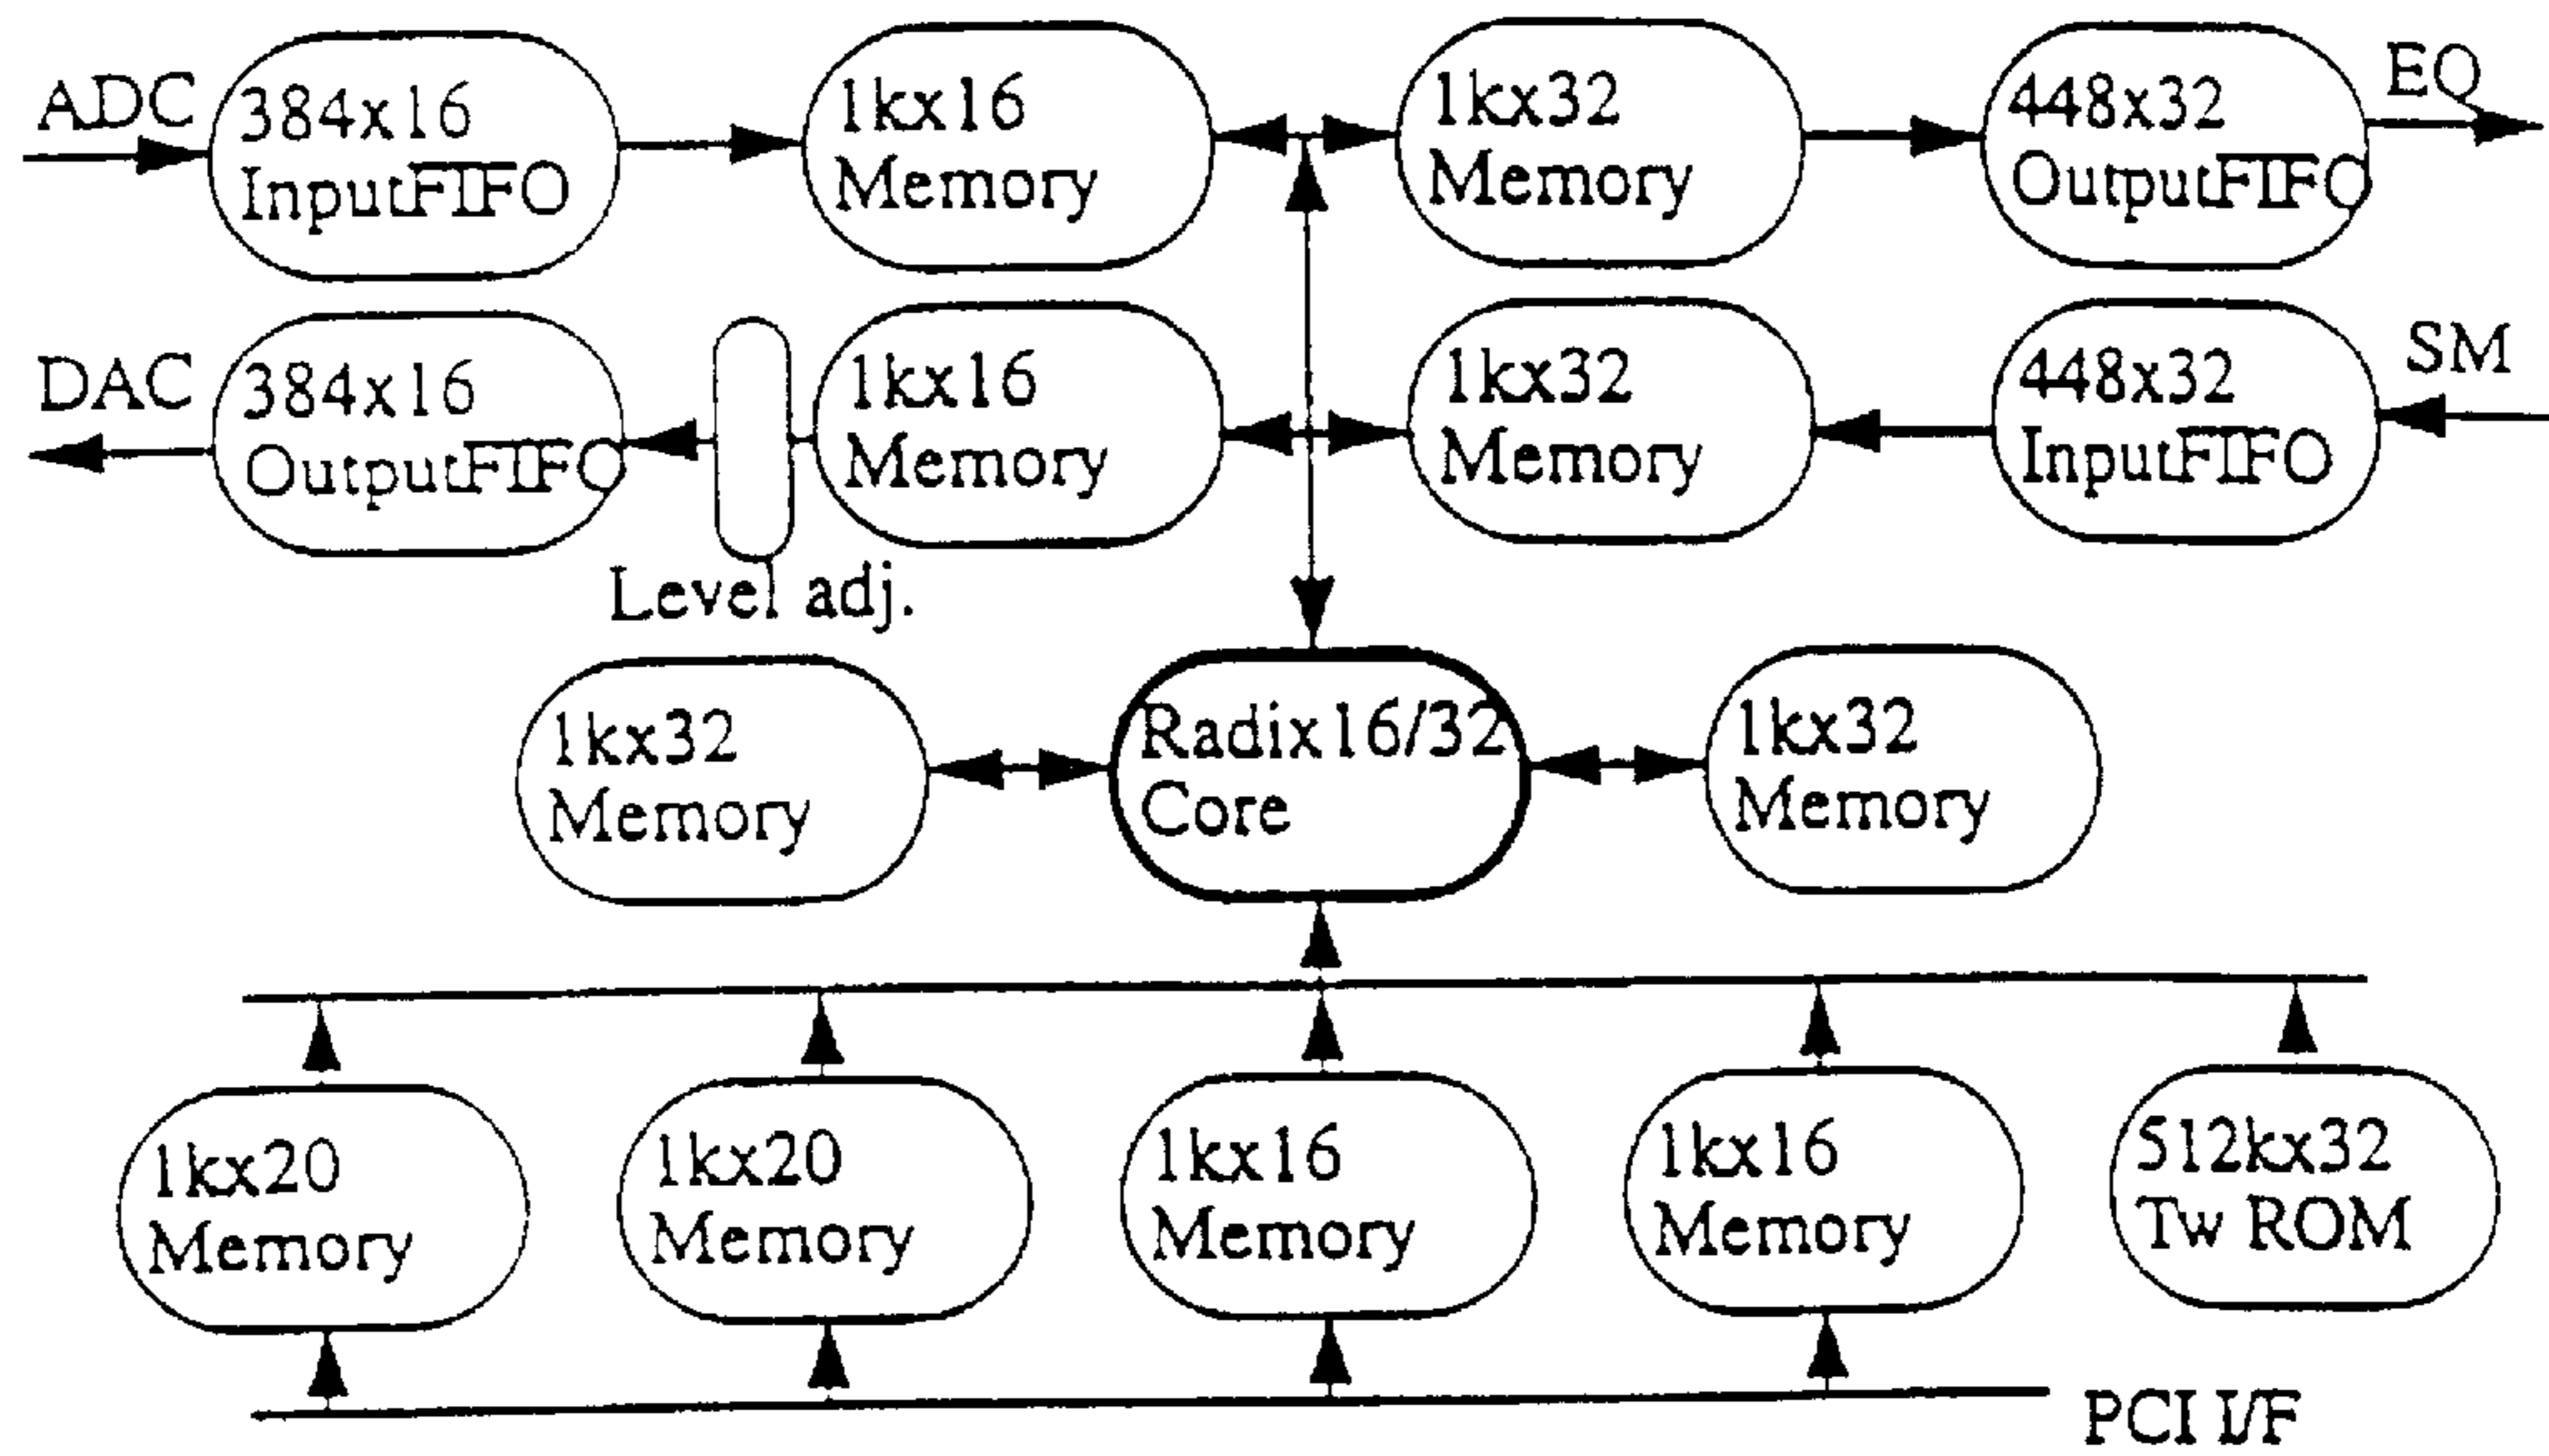 ADC
384x16
InputFIFO
1kx16
Memory
1kx32
Memory
448x32
OutputFIFO
EQ
DAC
384x16
OutputFIFO
Level adj.
1kx16
Memory
1kx32
Memory
448x32
InputFIFO
SM
1kx32
Memory
Radix16/32
Core
1kx32
Memory
1kx20
Memory
1kx20
Memory
1kx16
Memory
1kx16
Memory
512kx32
Tw ROM
PCI I/F